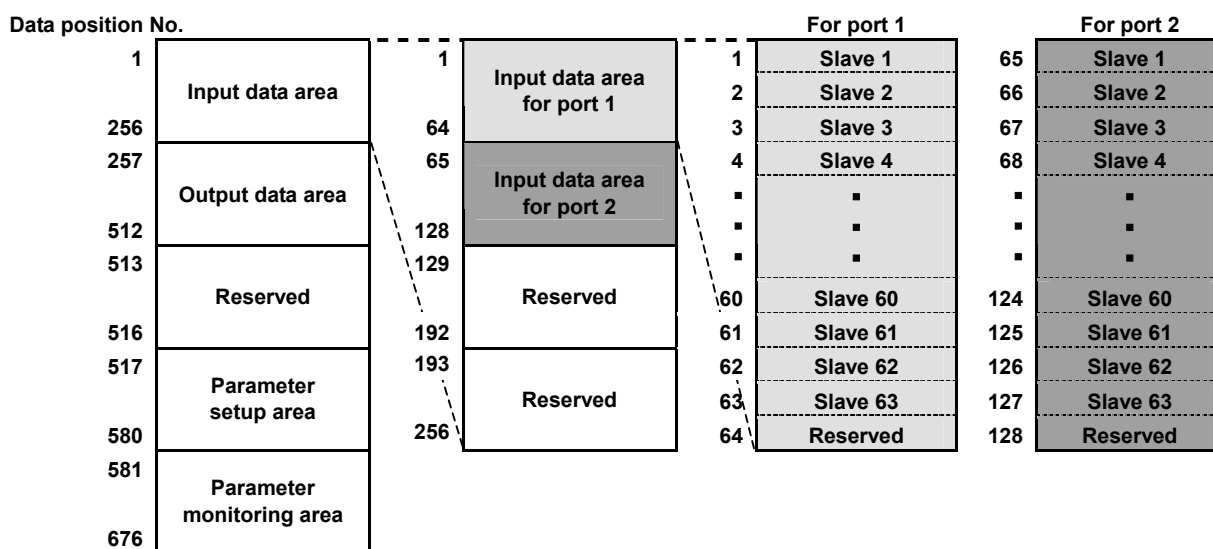 Data position No.
For port 1
For port 2
1
Input data area
256
257
Output data area
512
513
Reserved
516
517
Parameter
setup area
580
581
Parameter
monitoring area
676
1
Input data area
for port 1
64
65
Input data area
for port 2
128
129
Reserved
192
193
Reserved
256
1 Slave 1
2 Slave 2
3 Slave 3
4 Slave 4
60 Slave 60
61 Slave 61
62 Slave 62
63 Slave 63
64 Reserved
65 Slave 1
66 Slave 2
67 Slave 3
68 Slave 4
124 Slave 60
125 Slave 61
126 Slave 62
127 Slave 63
128 Reserved